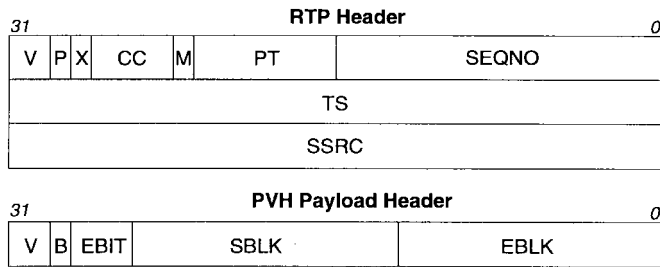 RTP Header
31 0
V P X CC M PT SEQNO
TS
SSRC
PVH Payload Header
31 0
V B EBIT SBLK EBLK